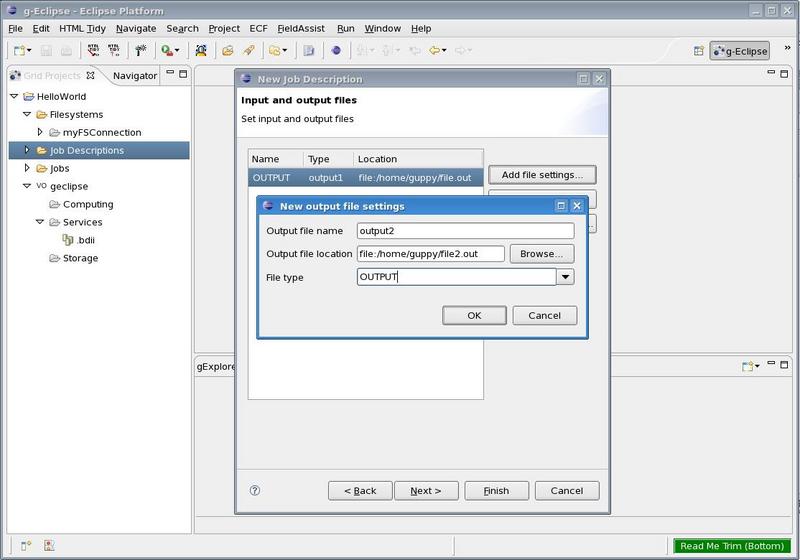 g-Eclipse - Eclipse Platform
File Edit HTML Tidy Navigate Search Project ECF FieldAssist Run Window Help
HTML TIDY HTML TIDY
g-Eclipse
Grid Projects Navigator
HelloWorld
Filesystems
myFSConnection
Job Descriptions
Jobs
VO geclipse
Computing
Services
.bdii
Storage
New Job Description
Input and output files
Set input and output files
Name Type Location
OUTPUT output1 file:/home/guppy/file.out
Add file settings...
New output file settings
Output file name output2
Output file location file:/home/guppy/file2.out Browse...
File type OUTPUT
OK Cancel
gExplore
< Back Next > Finish Cancel
Read Me Trim (Bottom)